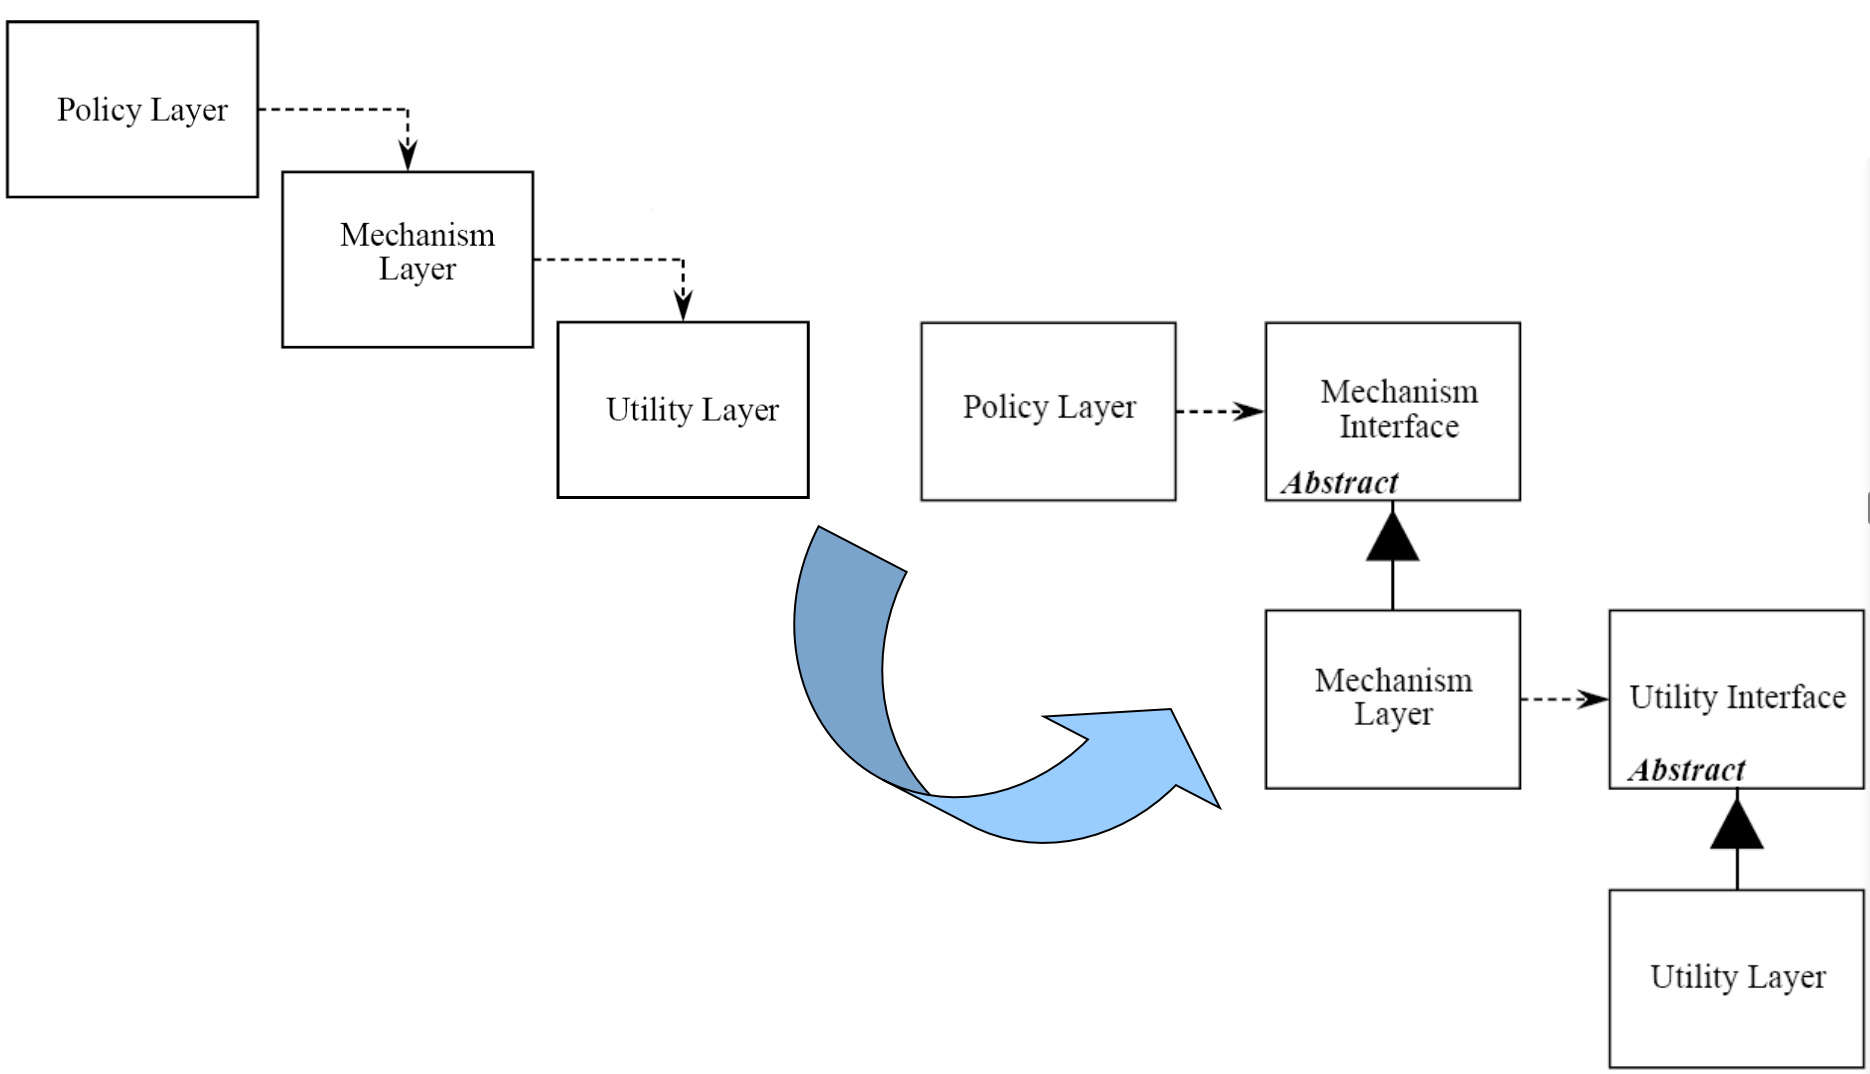 Policy Layer
Mechanism
Layer
Utility Layer
Policy Layer
Mechanism
Interface
Abstract
Mechanism
Layer
Utility Interface
Abstract
Utility Layer